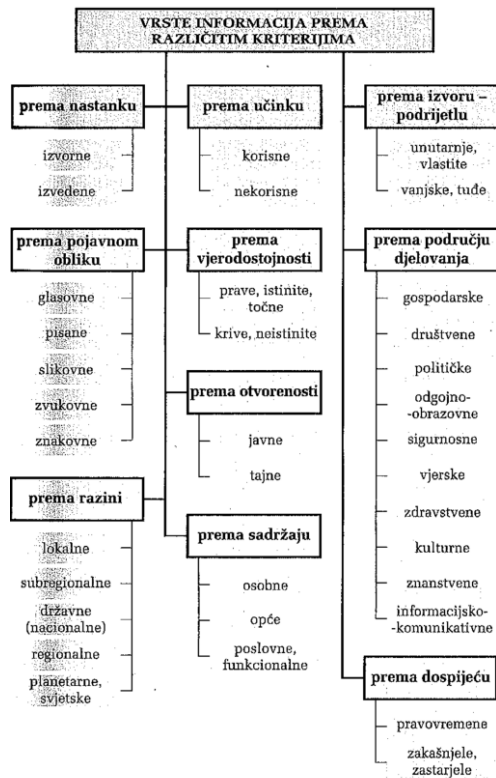 VRSTE INFORMACIJA PREMA
RAZLIČITIM KRITERIJIMA
prema nastanku
izvorne
izvedene
prema učinku
korisne
nekorisne
prema izvoru –
podrijetlu
unutarnje,
vlastite
vanjske, tuđe
prema pojavnom
obliku
glasovne
pisane
slikovne
zvukovne
znakovne
prema
vjerodostojnosti
prave, istinite,
točne
krive, neistinite
prema području
djelovanja
gospodarske
društvene
političke
odgojno-
-obrazovne
sigurnosne
vjerske
zdravstvene
kulturne
znanstvene
informacijsko-
-komunikativne
prema otvorenosti
javne
tajne
prema razini
lokalne
subregionalne
državne
(nacionalne)
regionalne
planetarne,
svjetske
prema sadržaju
osobne
opće
poslovne,
funkcionalne
prema dospijeću
pravovremene
zakašnjele,
zastarjele